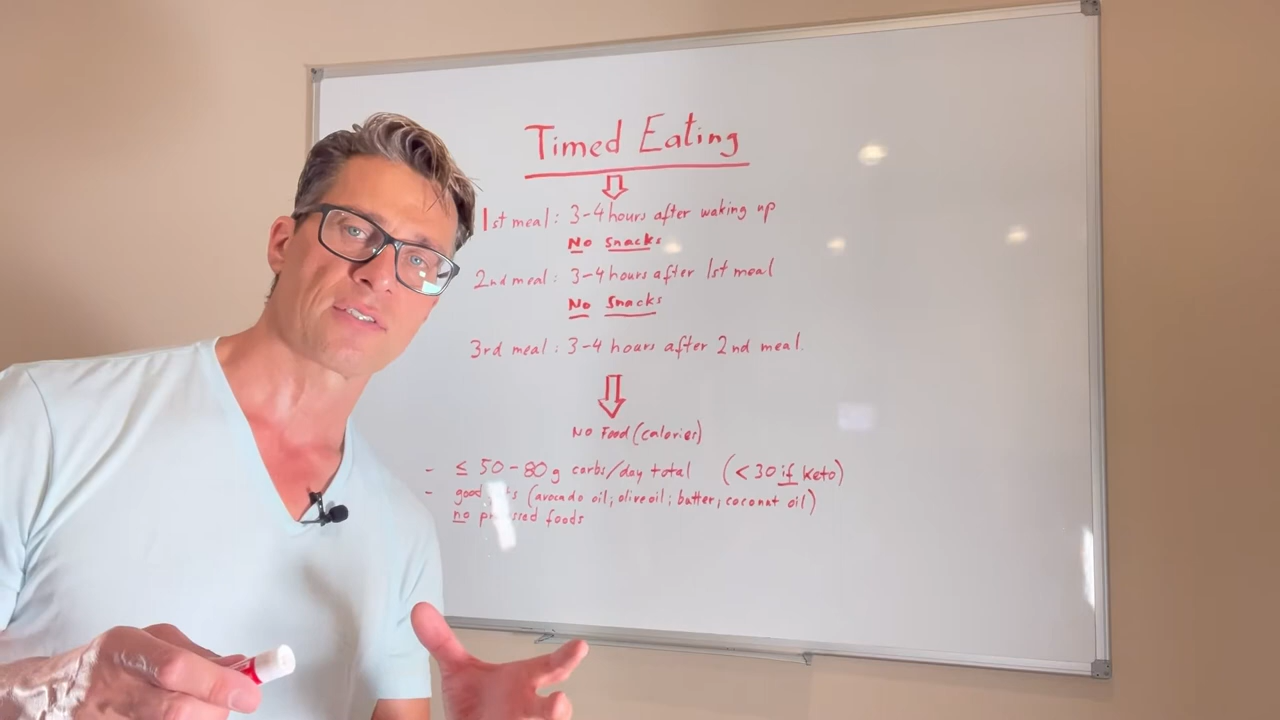 Timed Eating
1st meal: 3-4 hours after waking up
No Snacks
2nd meal: 3-4 hours after 1st meal
No Snacks
3rd meal: 3-4 hours after 2nd meal.
No Food (calories)
- ≤ 50-80g carbs/day total (<30 if keto)
- good (avocado oil; olive oil; butter; coconut oil)
no foods